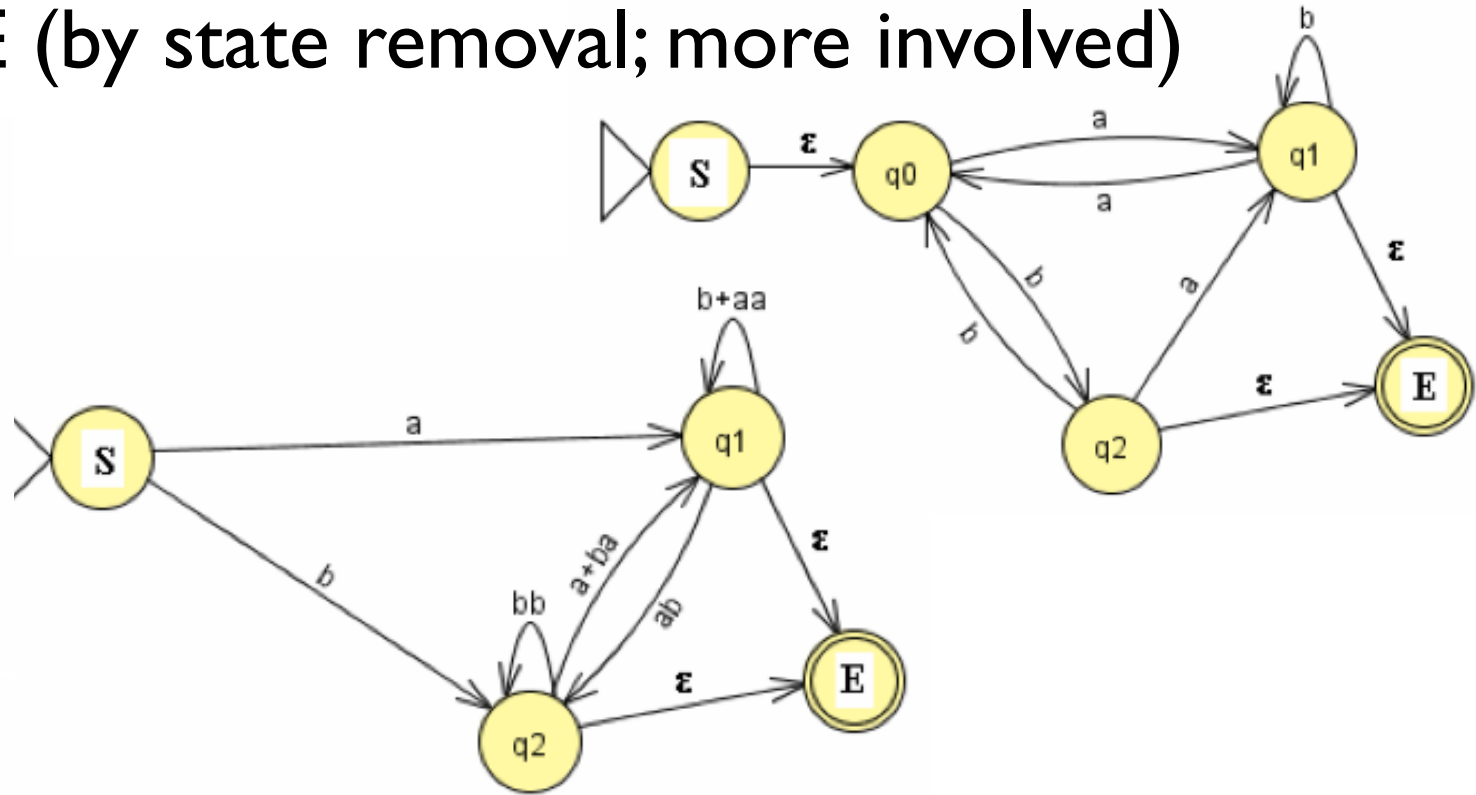 E (by state removal; more involved)
b
a
ε
S
q0
q1
a
ε
b
a
b
ε
E
q2
b+aa
a
q1
S
ε
a+ba
b
bb
ab
ε
E
q2